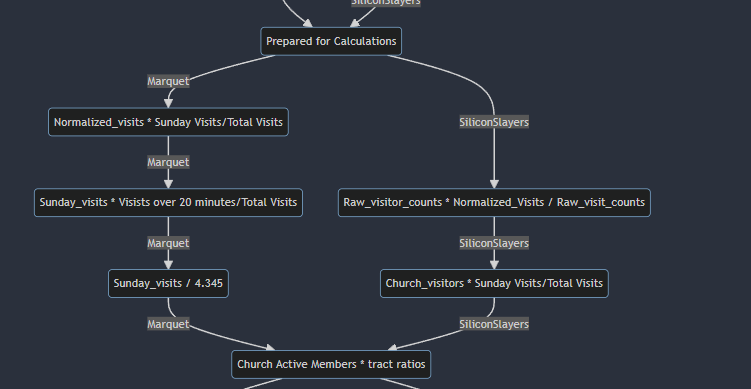 SiliconSlayers
Prepared for Calculations
Marquet
Normalized_visits * Sunday Visits/Total Visits
SiliconSlayers
Marquet
Sunday_visits * Visists over 20 minutes/Total Visits
Raw_visitor_counts * Normalized_Visits / Raw_visit_counts
Marquet
SiliconSlayers
Sunday_visits / 4.345
Church_visitors * Sunday Visits/Total Visits
Marquet
SiliconSlayers
Church Active Members * tract ratios